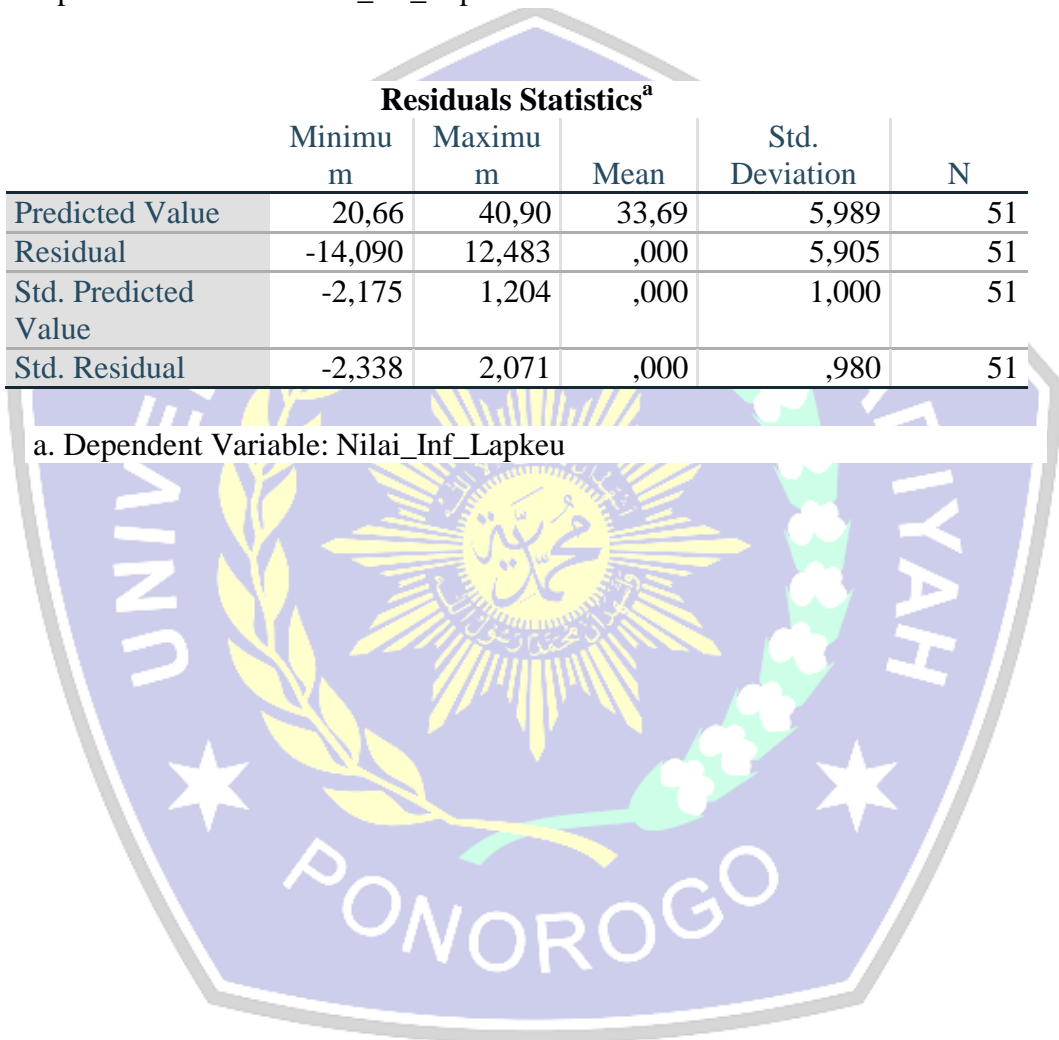 Residuals Statisticsᵃ
Minimu Maximu Std.
m m Mean Deviation N
Predicted Value 20,66 40,90 33,69 5,989 51
Residual -14,090 12,483 ,000 5,905 51
Std. Predicted -2,175 1,204 ,000 1,000 51
Value
Std. Residual -2,338 2,071 ,000 ,980 51
a. Dependent Variable: Nilai_Inf_Lapkeu
PONOROGO